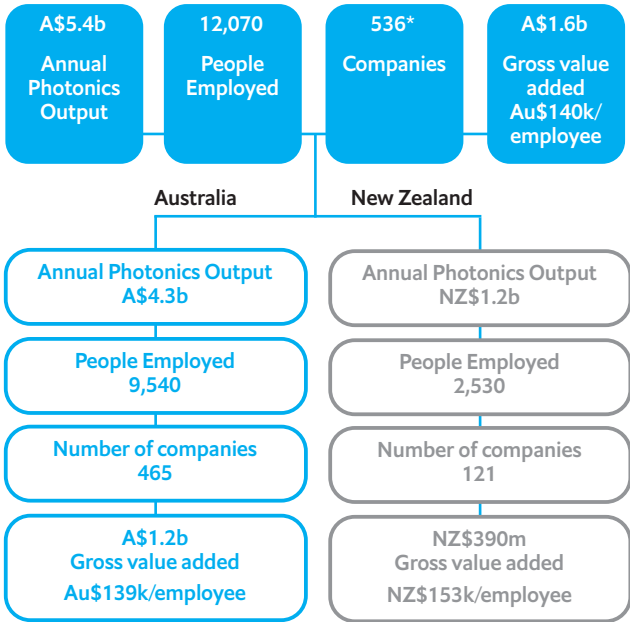 A$5.4b
Annual
Photonics
Output
12,070
People
Employed
536*
Companies
A$1.6b
Gross value
added
Au$140k/
employee
Australia
New Zealand
Annual Photonics Output
A$4.3b
People Employed
9,540
Number of companies
465
A$1.2b
Gross value added
Au$139k/employee
Annual Photonics Output
NZ$1.2b
People Employed
2,530
Number of companies
121
NZ$390m
Gross value added
NZ$153k/employee